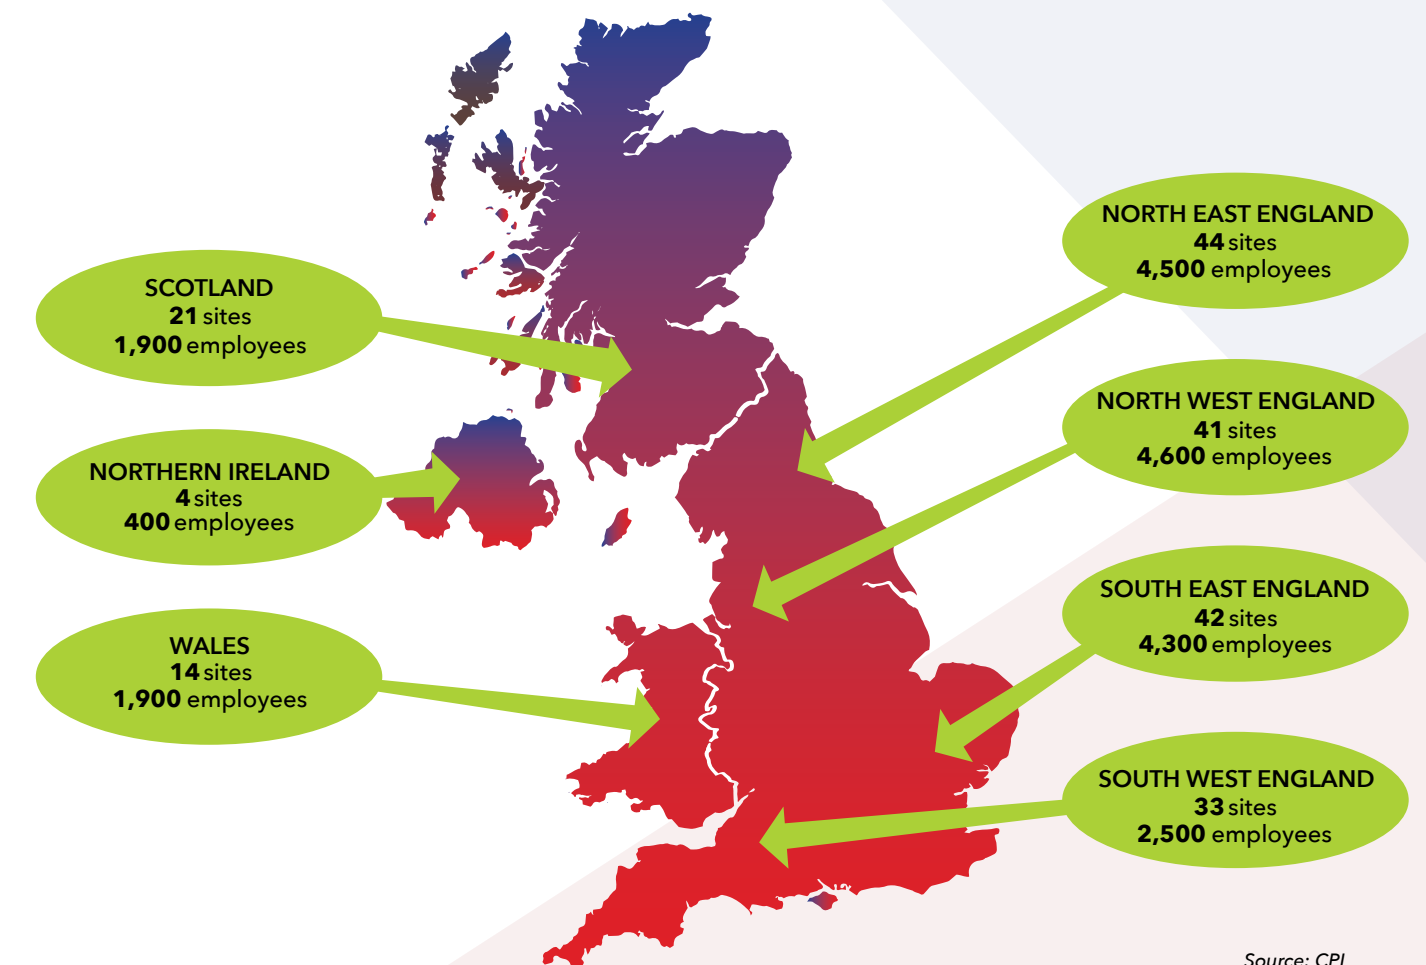 SCOTLAND
21 sites
1,900 employees
NORTHERN IRELAND
4 sites
400 employees
WALES
14 sites
1,900 employees
NORTH EAST ENGLAND
44 sites
4,500 employees
NORTH WEST ENGLAND
41 sites
4,600 employees
SOUTH EAST ENGLAND
42 sites
4,300 employees
SOUTH WEST ENGLAND
33 sites
2,500 employees
Source: CPI